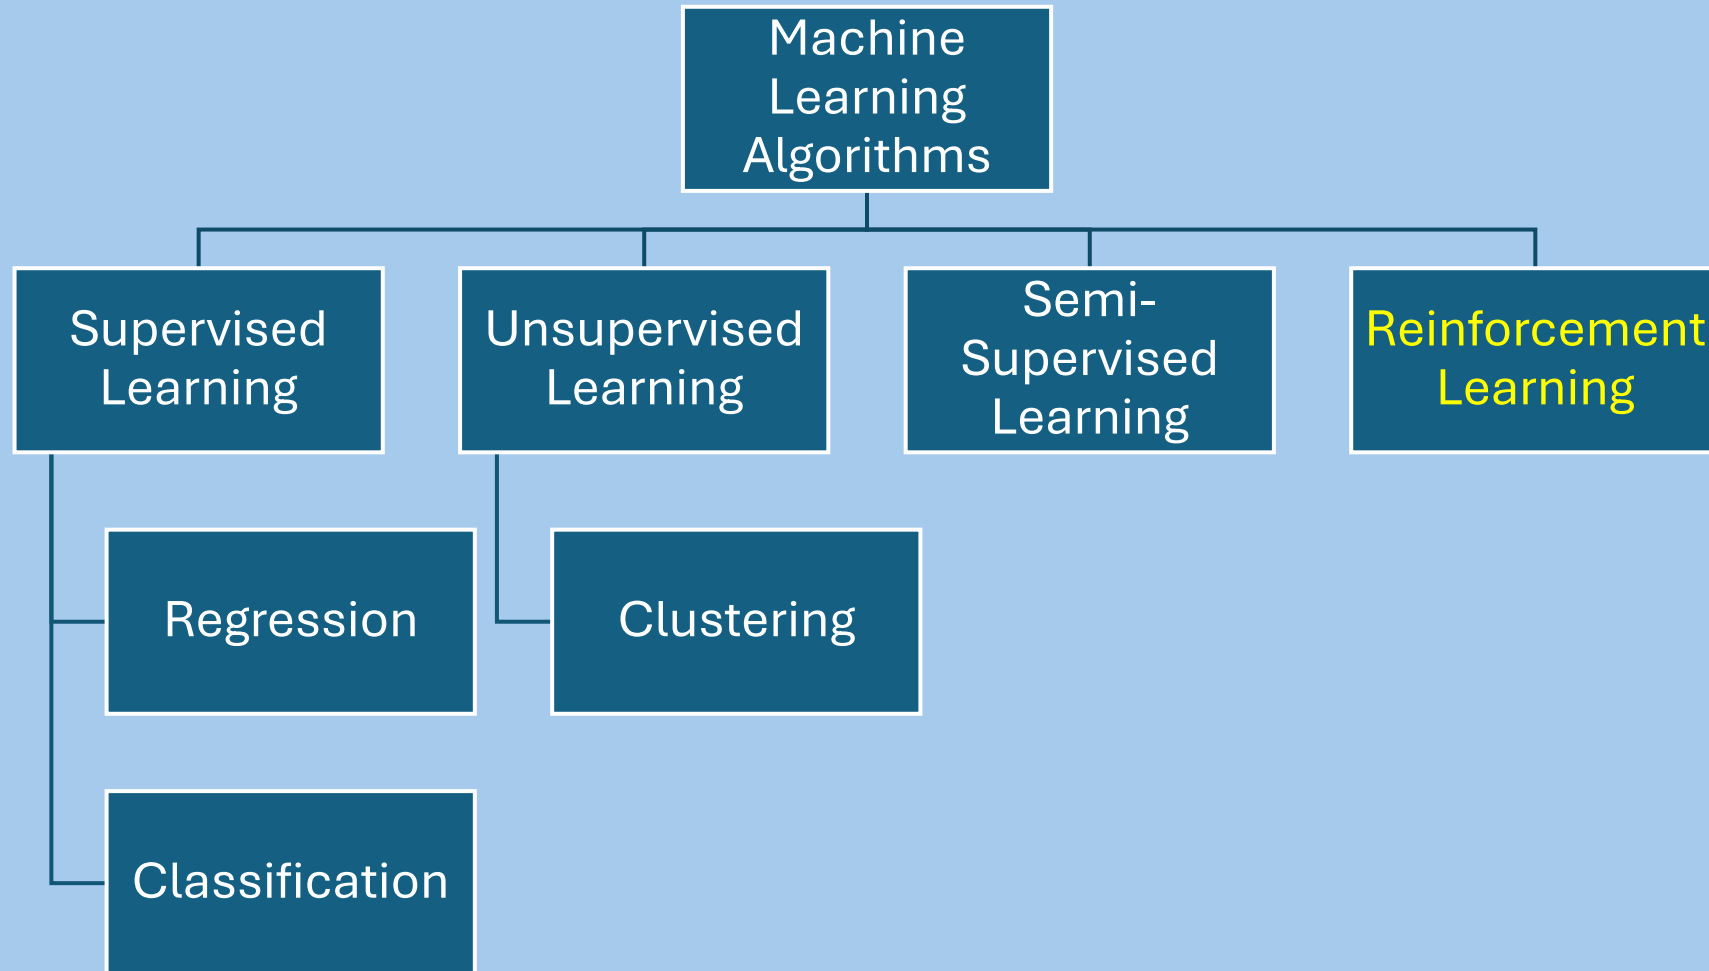 Machine
Learning
Algorithms
Supervised
Learning
Unsupervised
Learning
Semi-
Supervised
Learning
Reinforcement
Learning
Regression
Clustering
Classification